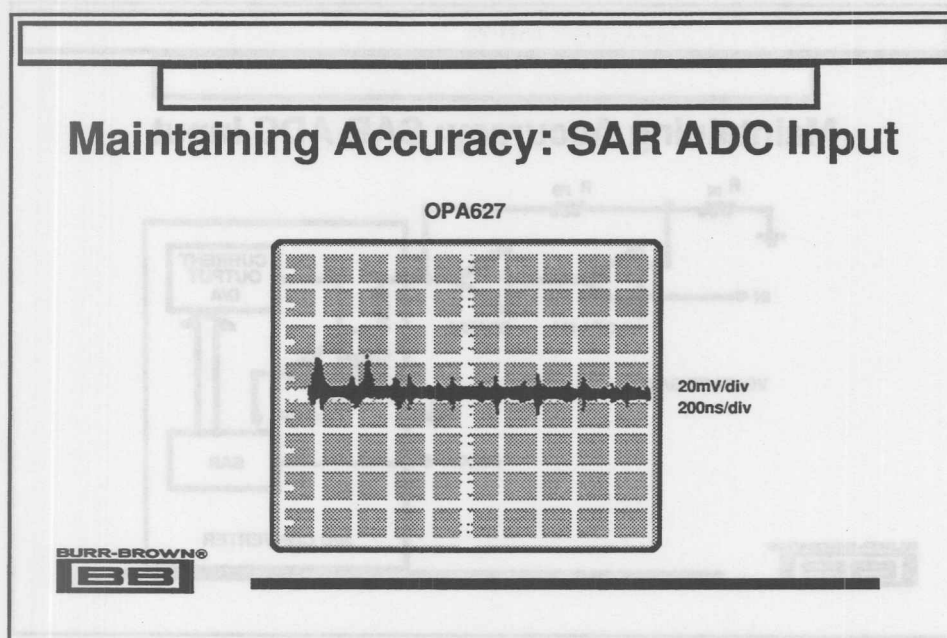 Maintaining Accuracy: SAR ADC Input
OPA627
20mV/div
200ns/div
BURR-BROWN®
BB